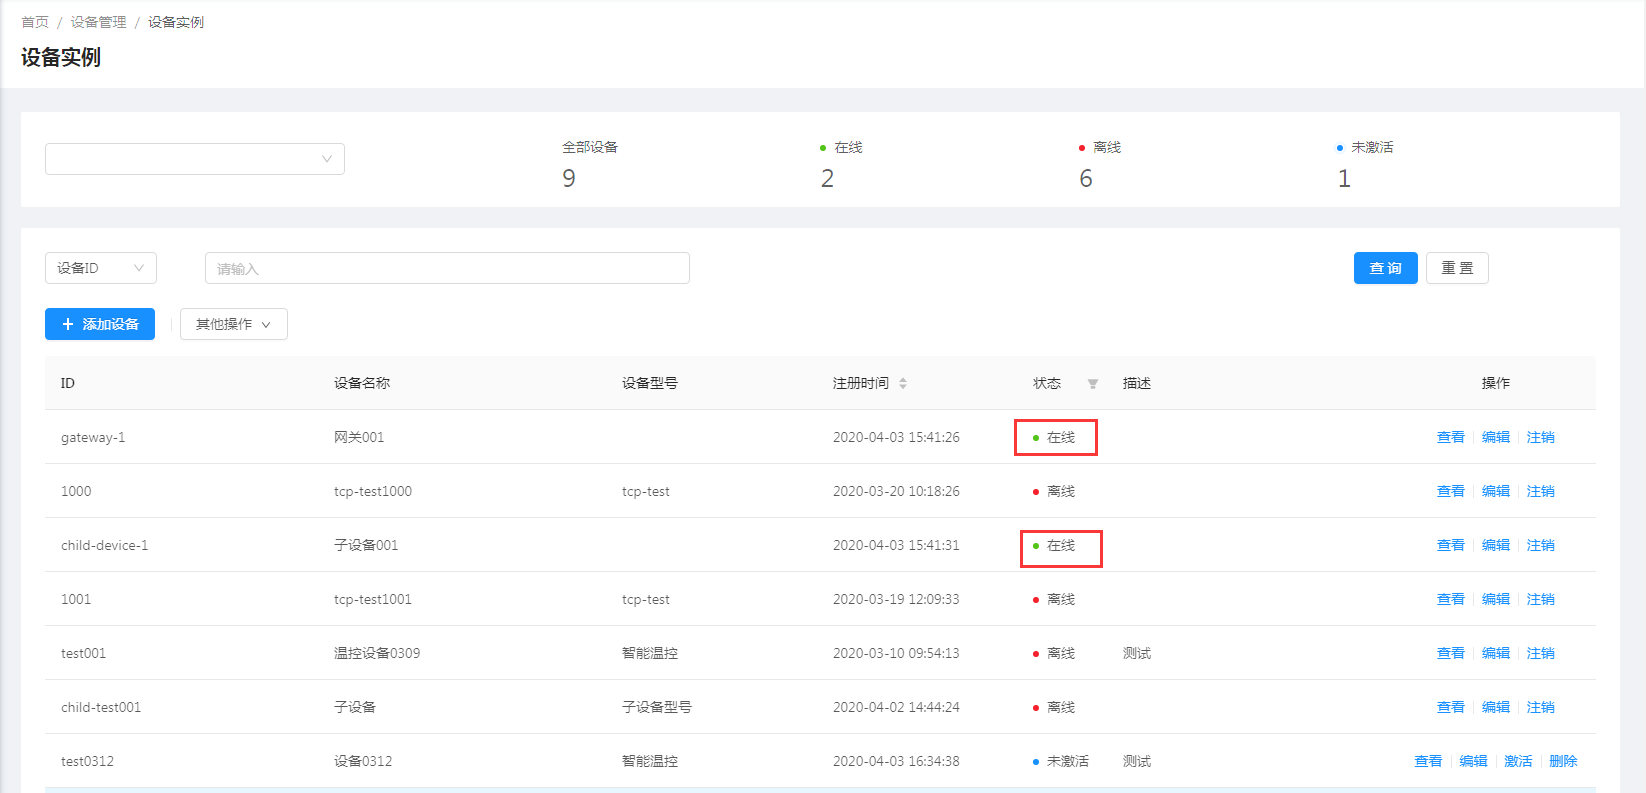 首页 / 设备管理 / 设备实例
设备实例
全部设备 在线 离线 未激活
9 2 6 1
设备ID 请输入 查 询 重 置
+ 添加设备 其他操作
ID 设备名称 设备型号 注册时间 状态 描述 操作
gateway-1 网关001 2020-04-03 15:41:26 在线 查看 编辑 注销
1000 tcp-test1000 tcp-test 2020-03-20 10:18:26 离线 查看 编辑 注销
child-device-1 子设备001 2020-04-03 15:41:31 在线 查看 编辑 注销
1001 tcp-test1001 tcp-test 2020-03-19 12:09:33 离线 查看 编辑 注销
test001 温控设备0309 智能温控 2020-03-10 09:54:13 离线 测试 查看 编辑 注销
child-test001 子设备 子设备型号 2020-04-02 14:44:24 离线 查看 编辑 注销
test0312 设备0312 智能温控 2020-04-03 16:34:38 未激活 测试 查看 编辑 激活 删除